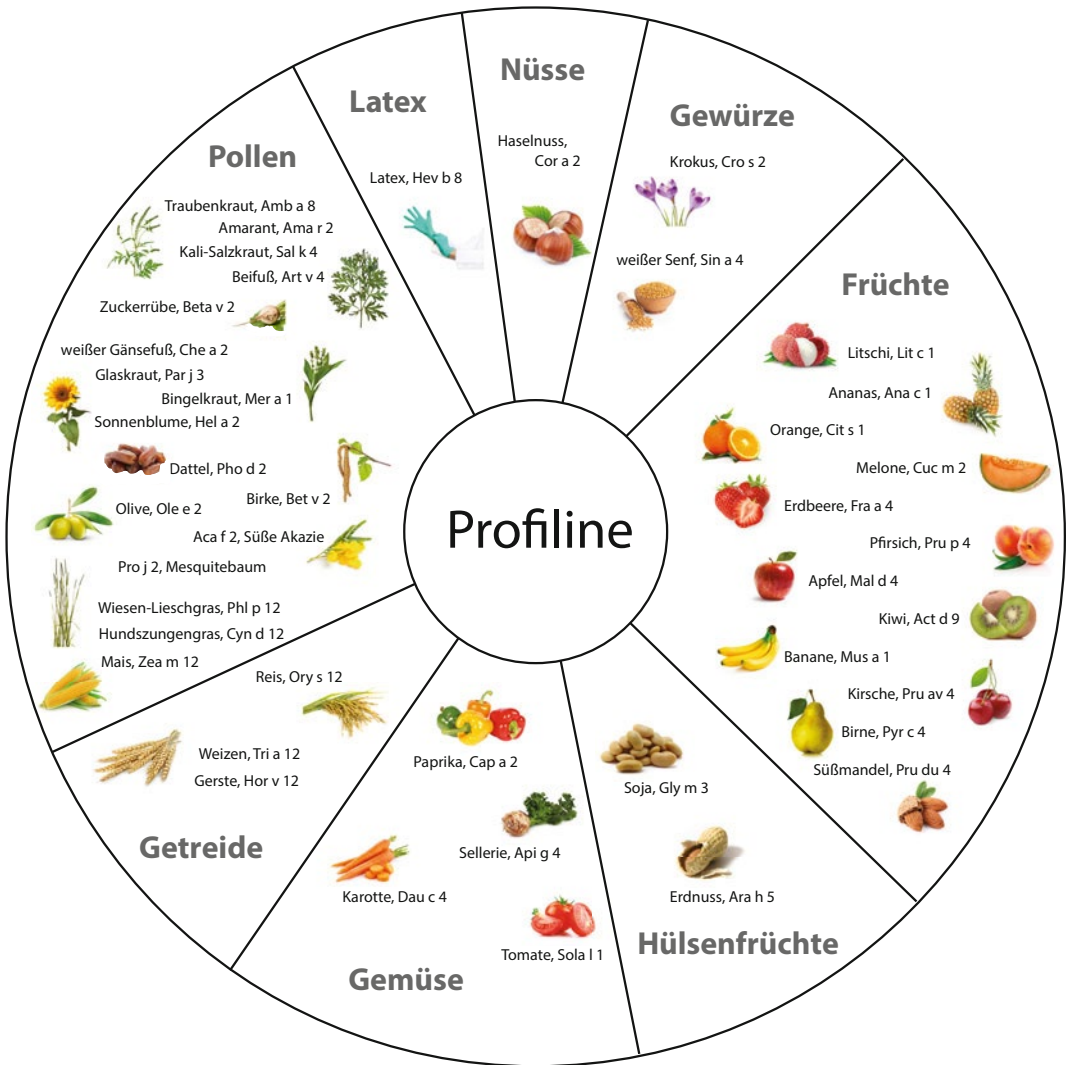 Nüsse
Haselnuss,
Cor a 2
Gewürze
Krokus, Cro s 2
weißer Senf, Sin a 4
Früchte
Litschi, Lit c 1
Ananas, Ana c 1
Orange, Cit s 1
Melone, Cuc m 2
Erdbeere, Fra a 4
Pfirsich, Pru p 4
Apfel, Mal d 4
Kiwi, Act d 9
Banane, Mus a 1
Kirsche, Pru av 4
Birne, Pyr c 4
Süßmandel, Pru du 4
Hülsenfrüchte
Soja, Gly m 3
Erdnuss, Ara h 5
Gemüse
Paprika, Cap a 2
Sellerie, Api g 4
Karotte, Dau c 4
Tomate, Sola l 1
Getreide
Reis, Ory s 12
Weizen, Tri a 12
Gerste, Hor v 12
Pollen
Traubenkraut, Amb a 8
Amarant, Ama r 2
Kali-Salzkraut, Sal k 4
Beifuß, Art v 4
Zuckerrübe, Beta v 2
weißer Gänsefuß, Che a 2
Glaskraut, Par j 3
Bingelkraut, Mer a 1
Sonnenblume, Hel a 2
Dattel, Pho d 2
Birke, Bet v 2
Olive, Ole e 2
Aca f 2, Süße Akazie
Pro j 2, Mesquitebaum
Wiesen-Lieschgras, Phl p 12
Hundszungengras, Cyn d 12
Mais, Zea m 12
Latex
Latex, Hev b 8
Profiline